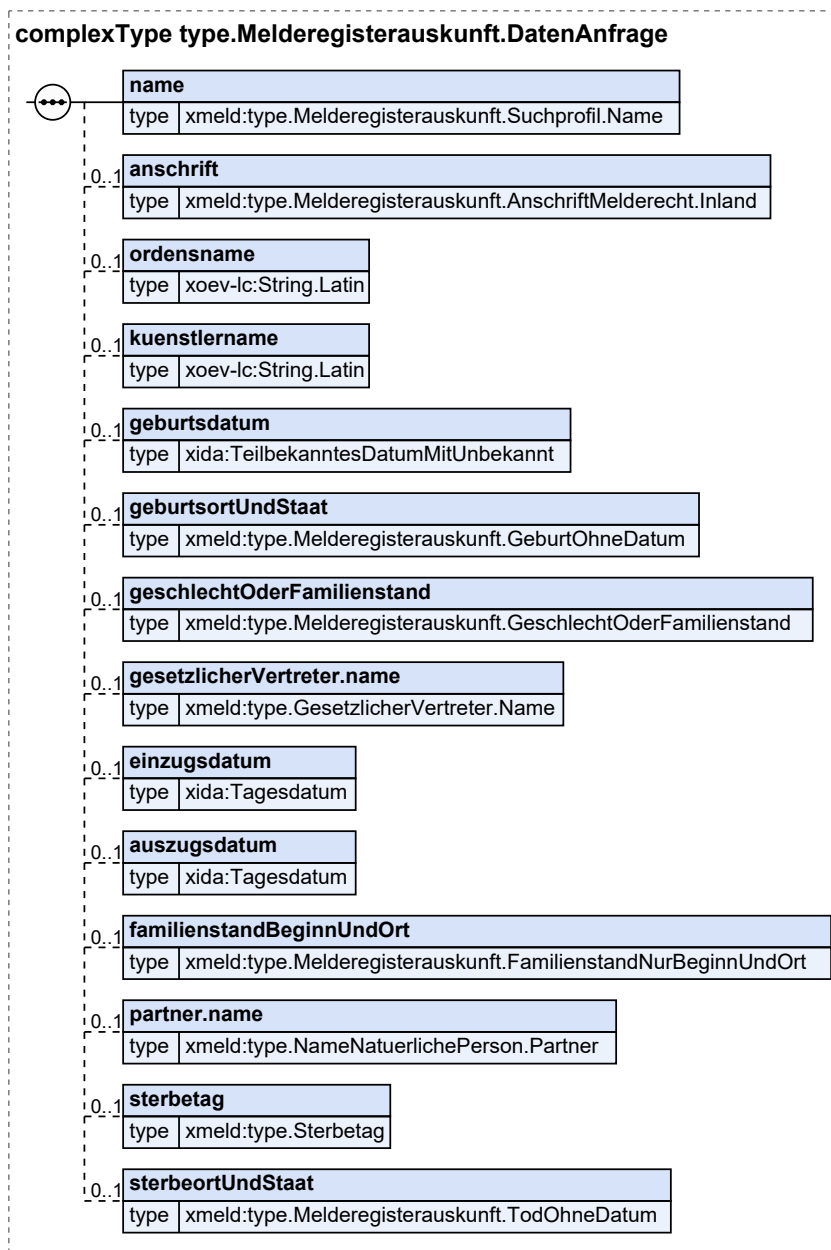 complexType type.Melderegisterauskunft.DatenAnfrage
name
type xmeld:type.Melderegisterauskunft.Suchprofil.Name
0..1 anschrift
type xmeld:type.Melderegisterauskunft.AnschriftMelderecht.Inland
0..1 ordensname
type xoev-lc:String.Latin
0..1 kuenstlername
type xoev-lc:String.Latin
0..1 geburtsdatum
type xida:TeilbekanntesDatumMitUnbekannt
0..1 geburtsortUndStaat
type xmeld:type.Melderegisterauskunft.GeburtOhneDatum
0..1 geschlechtOderFamilienstand
type xmeld:type.Melderegisterauskunft.GeschlechtOderFamilienstand
0..1 gesetzlicherVertreter.name
type xmeld:type.GesetzlicherVertreter.Name
0..1 einzugsdatum
type xida:Tagesdatum
0..1 auszugsdatum
type xida:Tagesdatum
0..1 familienstandBeginnUndOrt
type xmeld:type.Melderegisterauskunft.FamilienstandNurBeginnUndOrt
0..1 partner.name
type xmeld:type.NameNatuerlichePerson.Partner
0..1 sterbetag
type xmeld:type.Sterbetag
0..1 sterbeortUndStaat
type xmeld:type.Melderegisterauskunft.TodOhneDatum